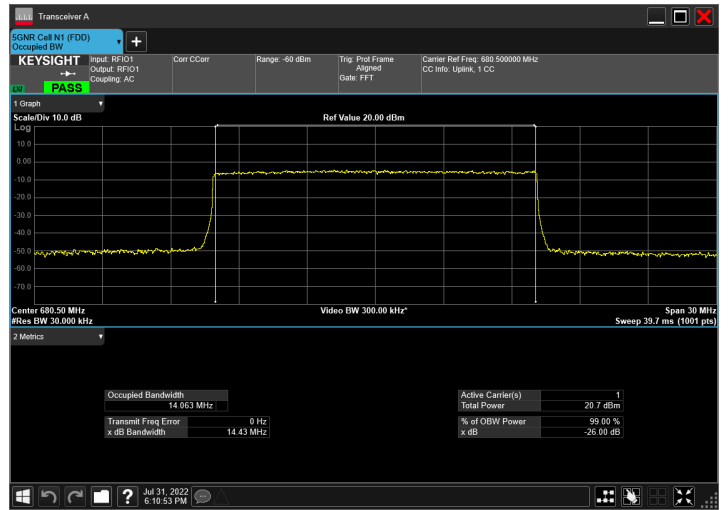 Transceiver A
5GNR Cell N1 (FDD)
Occupied BW
KEYSIGHT
LXI
PASS
Input: RFIO1
Output: RFIO1
Coupling: AC
Corr CCorr
Range: -60 dBm
Trig: Prot Frame
Aligned
Gate: FFT
Carrier Ref Freq: 680.500000 MHz
CC Info: Uplink, 1 CC
1 Graph
Scale/Div 10.0 dB
Ref Value 20.00 dBm
Log
10.0
0.00
-10.0
-20.0
-30.0
-40.0
-50.0
-60.0
-70.0
Center 680.50 MHz
Video BW 300.00 kHz*
Span 30 MHz
#Res BW 30.000 kHz
Sweep 39.7 ms (1001 pts)
2 Metrics
Occupied Bandwidth
14.063 MHz
Transmit Freq Error 0 Hz
x dB Bandwidth 14.43 MHz
Active Carrier(s) 1
Total Power 20.7 dBm
% of OBW Power 99.00 %
x dB -26.00 dB
Jul 31, 2022
6:10:53 PM